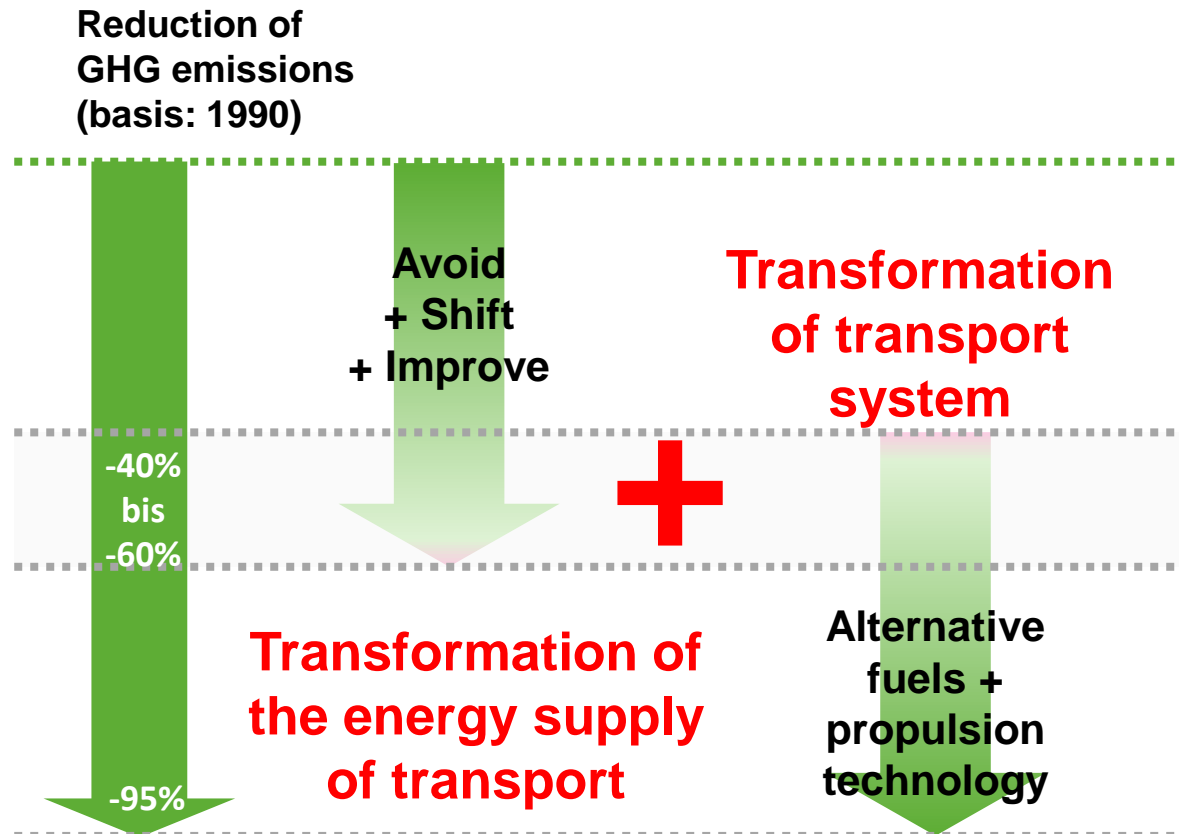 Reduction of
GHG emissions
(basis: 1990)
Avoid
+ Shift
+ Improve
Transformation
of transport
system
-40%
bis
-60%
+
Transformation of
the energy supply
of transport
Alternative
fuels +
propulsion
technology
-95%